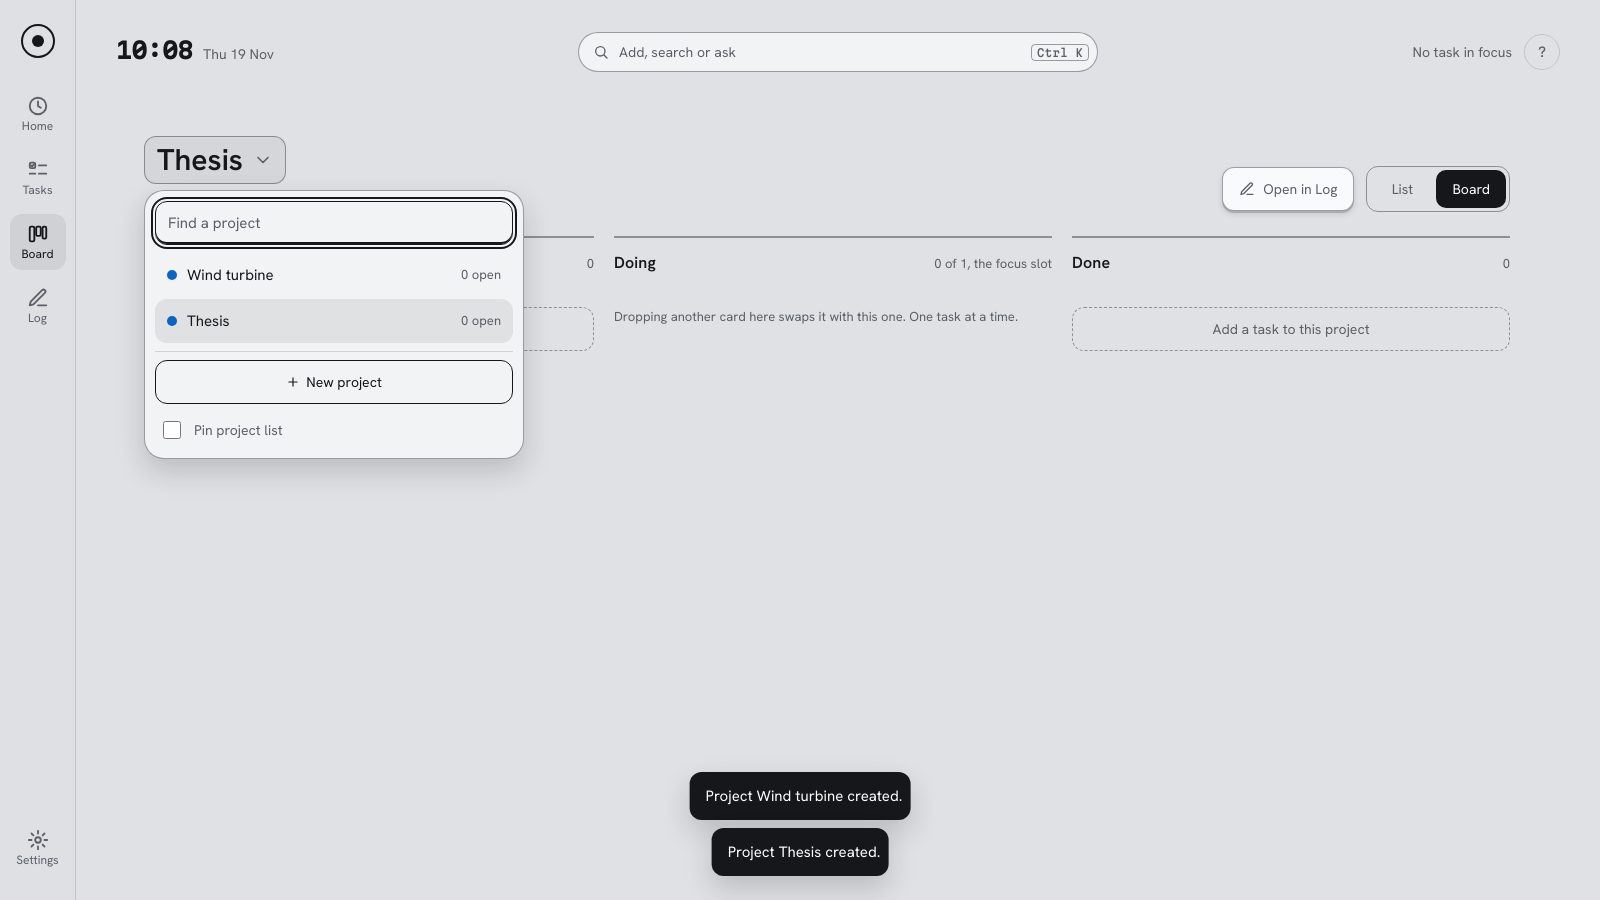 10:08 Thu 19 Nov
Add, search or ask
Ctrl K
No task in focus
?
Home
Tasks
Board
Log
Settings
Thesis
Open in Log
List
Board
Find a project
Wind turbine 0 open
Thesis 0 open
+ New project
Pin project list
0
Doing 0 of 1, the focus slot
Dropping another card here swaps it with this one. One task at a time.
Done 0
Add a task to this project
Project Wind turbine created.
Project Thesis created.